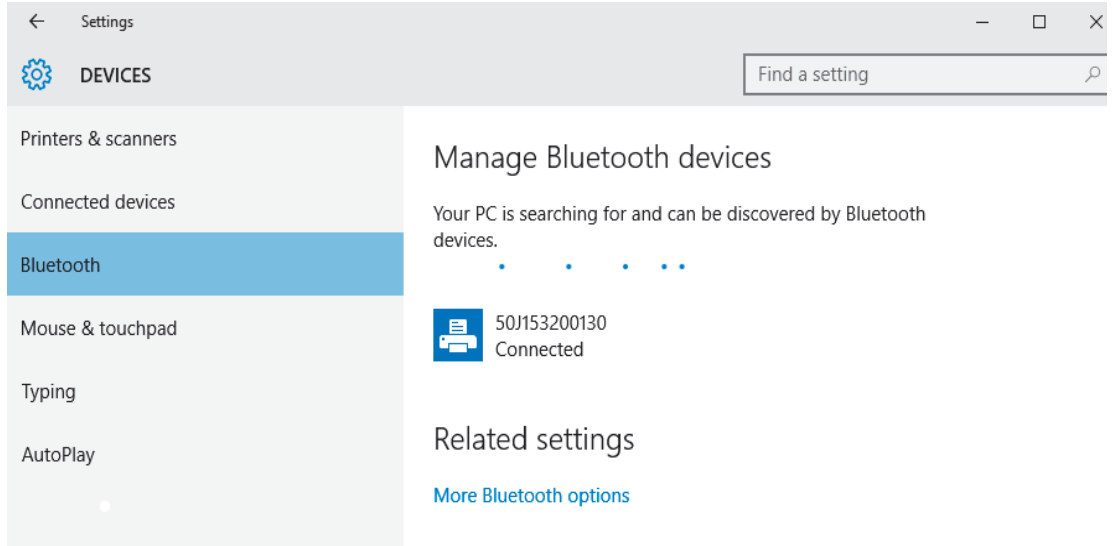 Settings
DEVICES
Find a setting
Printers & scanners
Connected devices
Bluetooth
Mouse & touchpad
Typing
AutoPlay
Manage Bluetooth devices
Your PC is searching for and can be discovered by Bluetooth
devices.
50J153200130
Connected
Related settings
More Bluetooth options